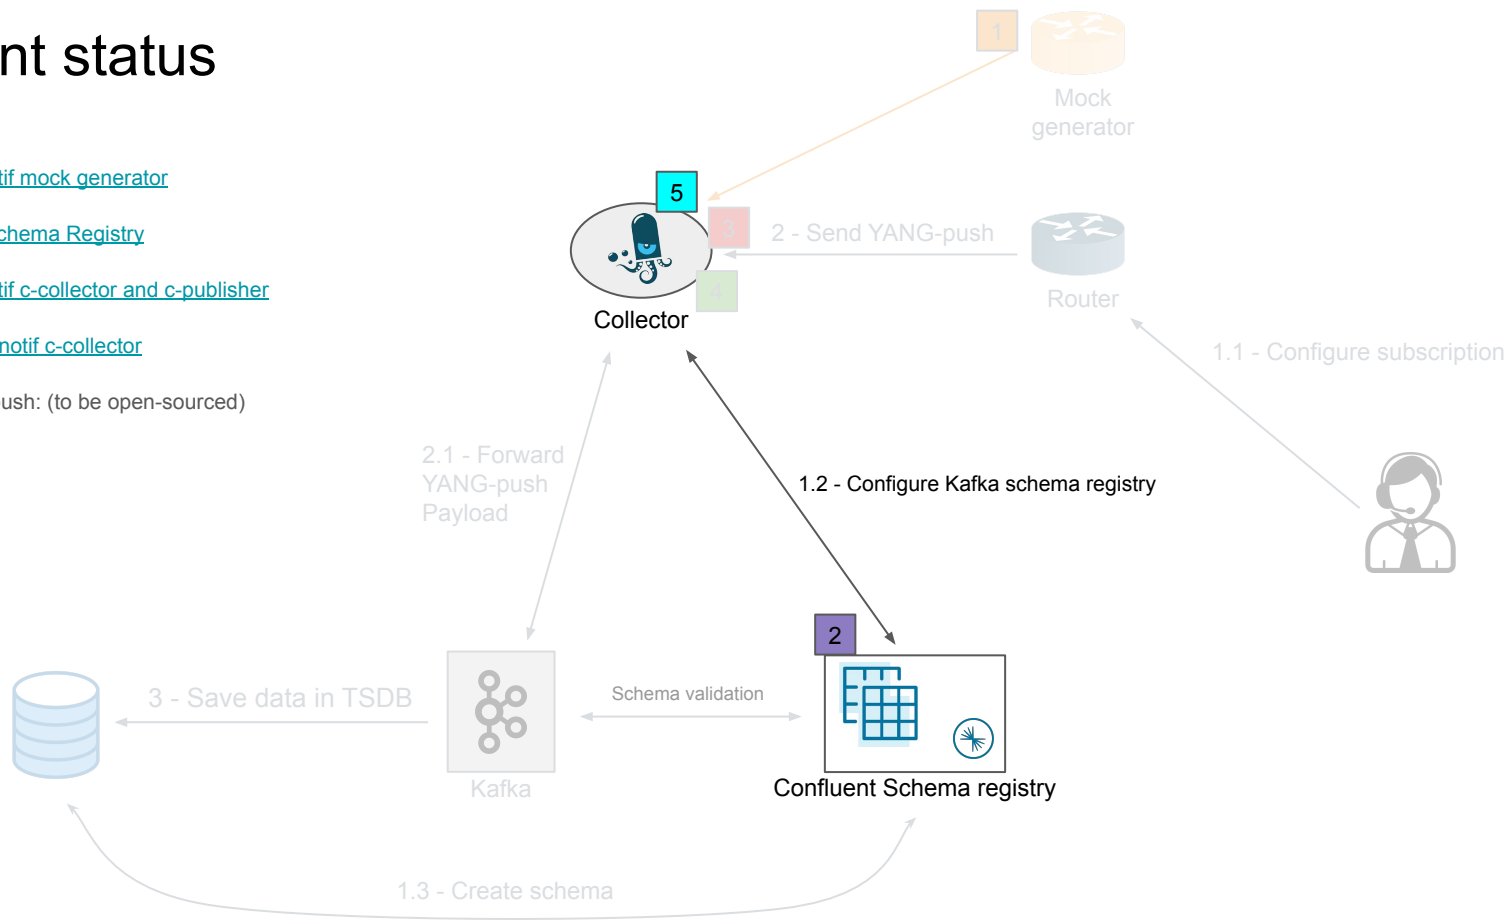 nt status
1
Mock
generator
tif mock generator
5
chema Registry
3
2 - Send YANG-push
tif c-collector and c-publisher
4
Router
Collector
notif c-collector
1.1 - Configure subscription
ush: (to be open-sourced)
2.1 - Forward
YANG-push
Payload
1.2 - Configure Kafka schema registry
2
3 - Save data in TSDB
Schema validation
Kafka
Confluent Schema registry
1.3 - Create schema